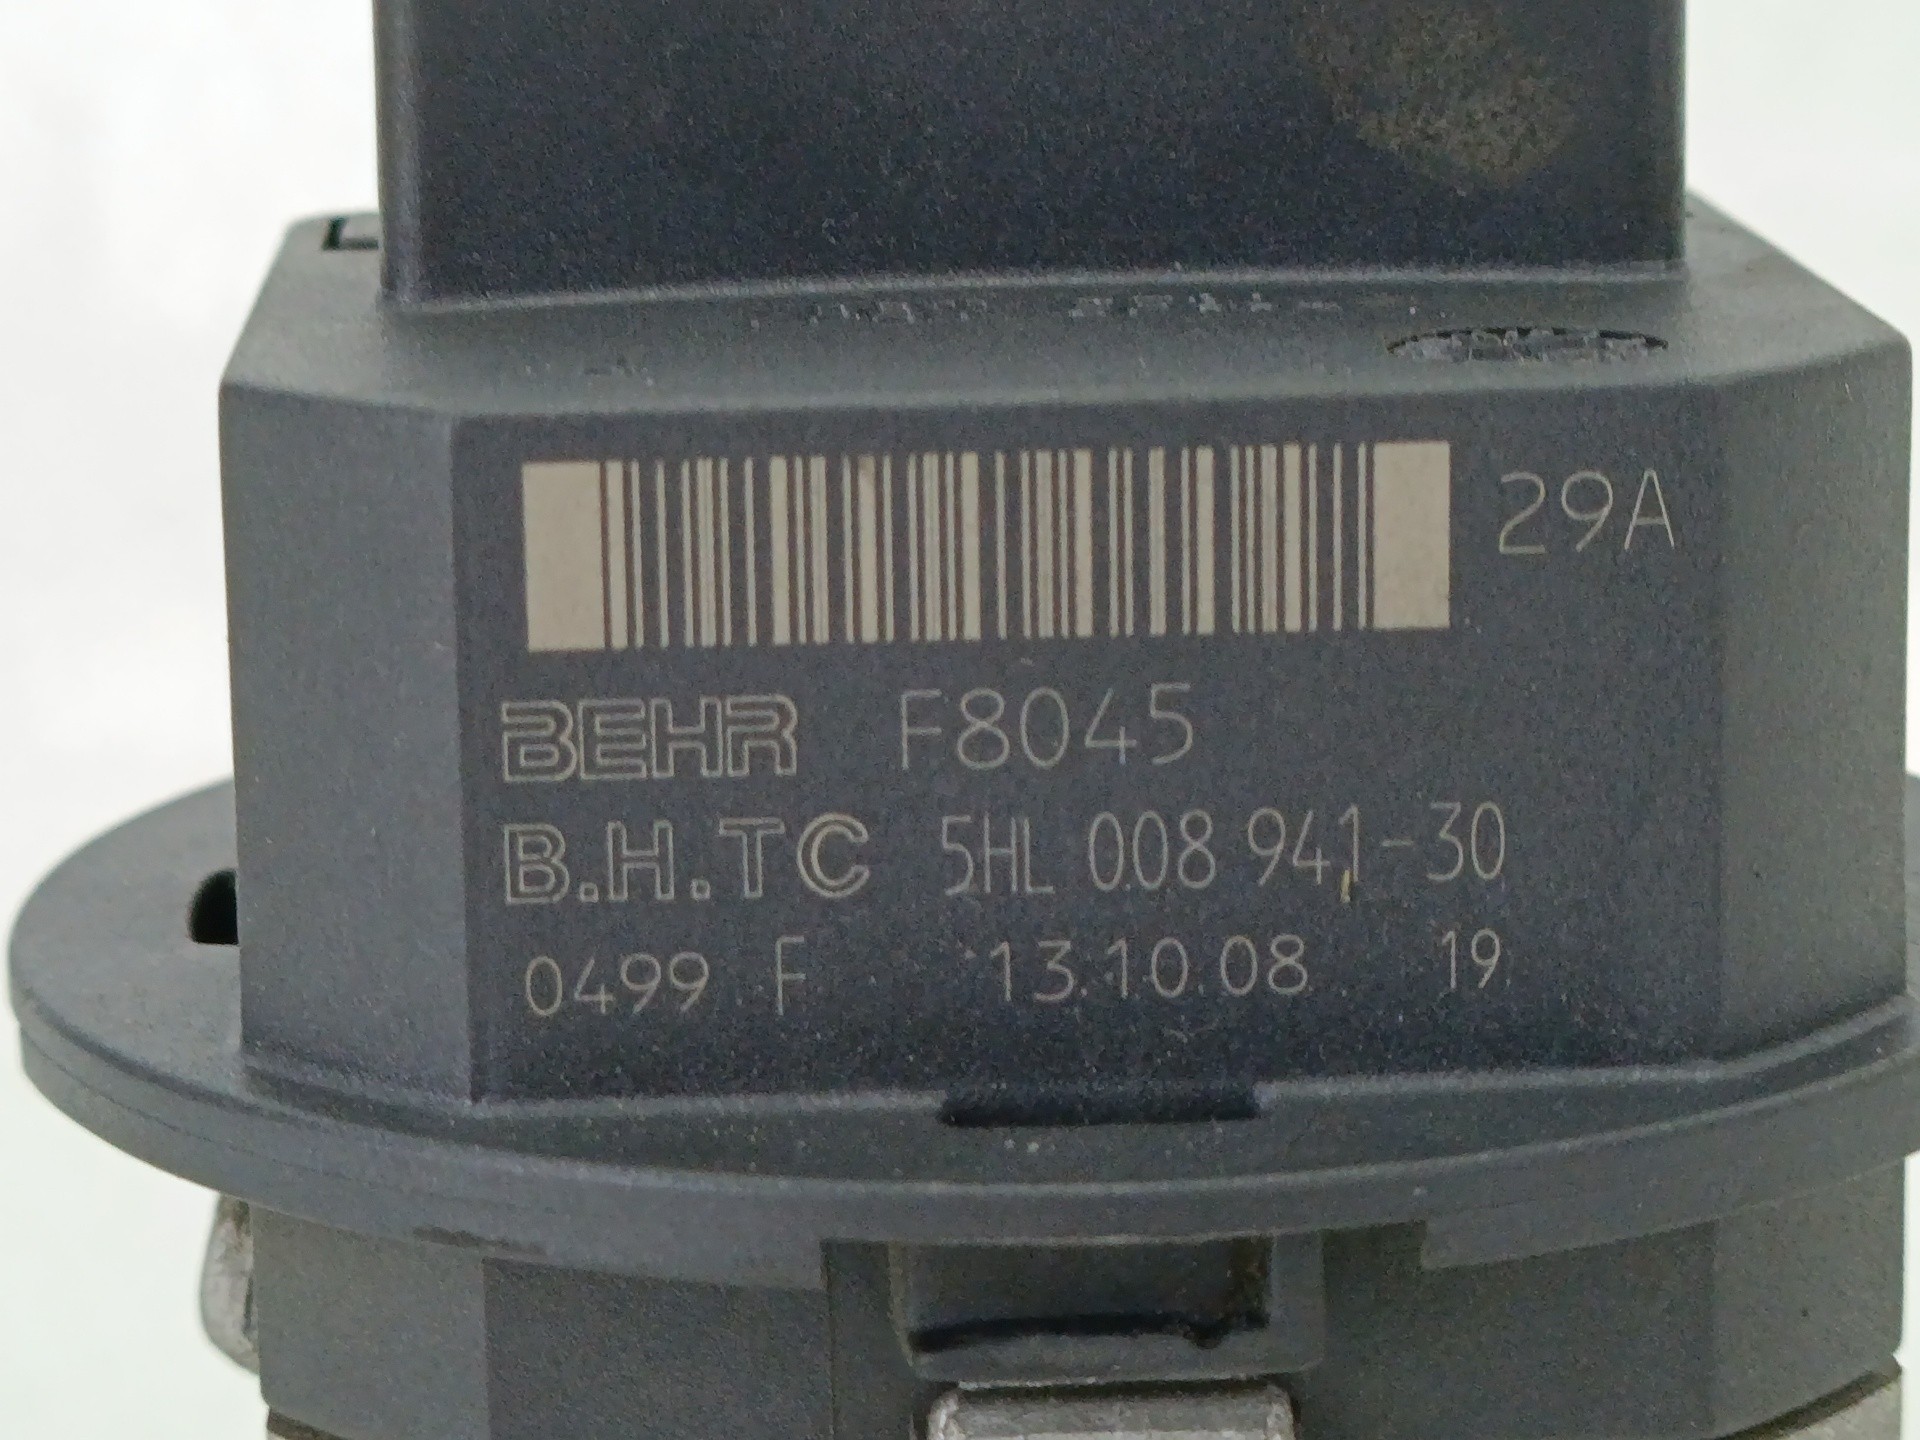 29A
BEHR F8045
B.H.TC 5HL 008 941-30
0499 F 13.10.08 19